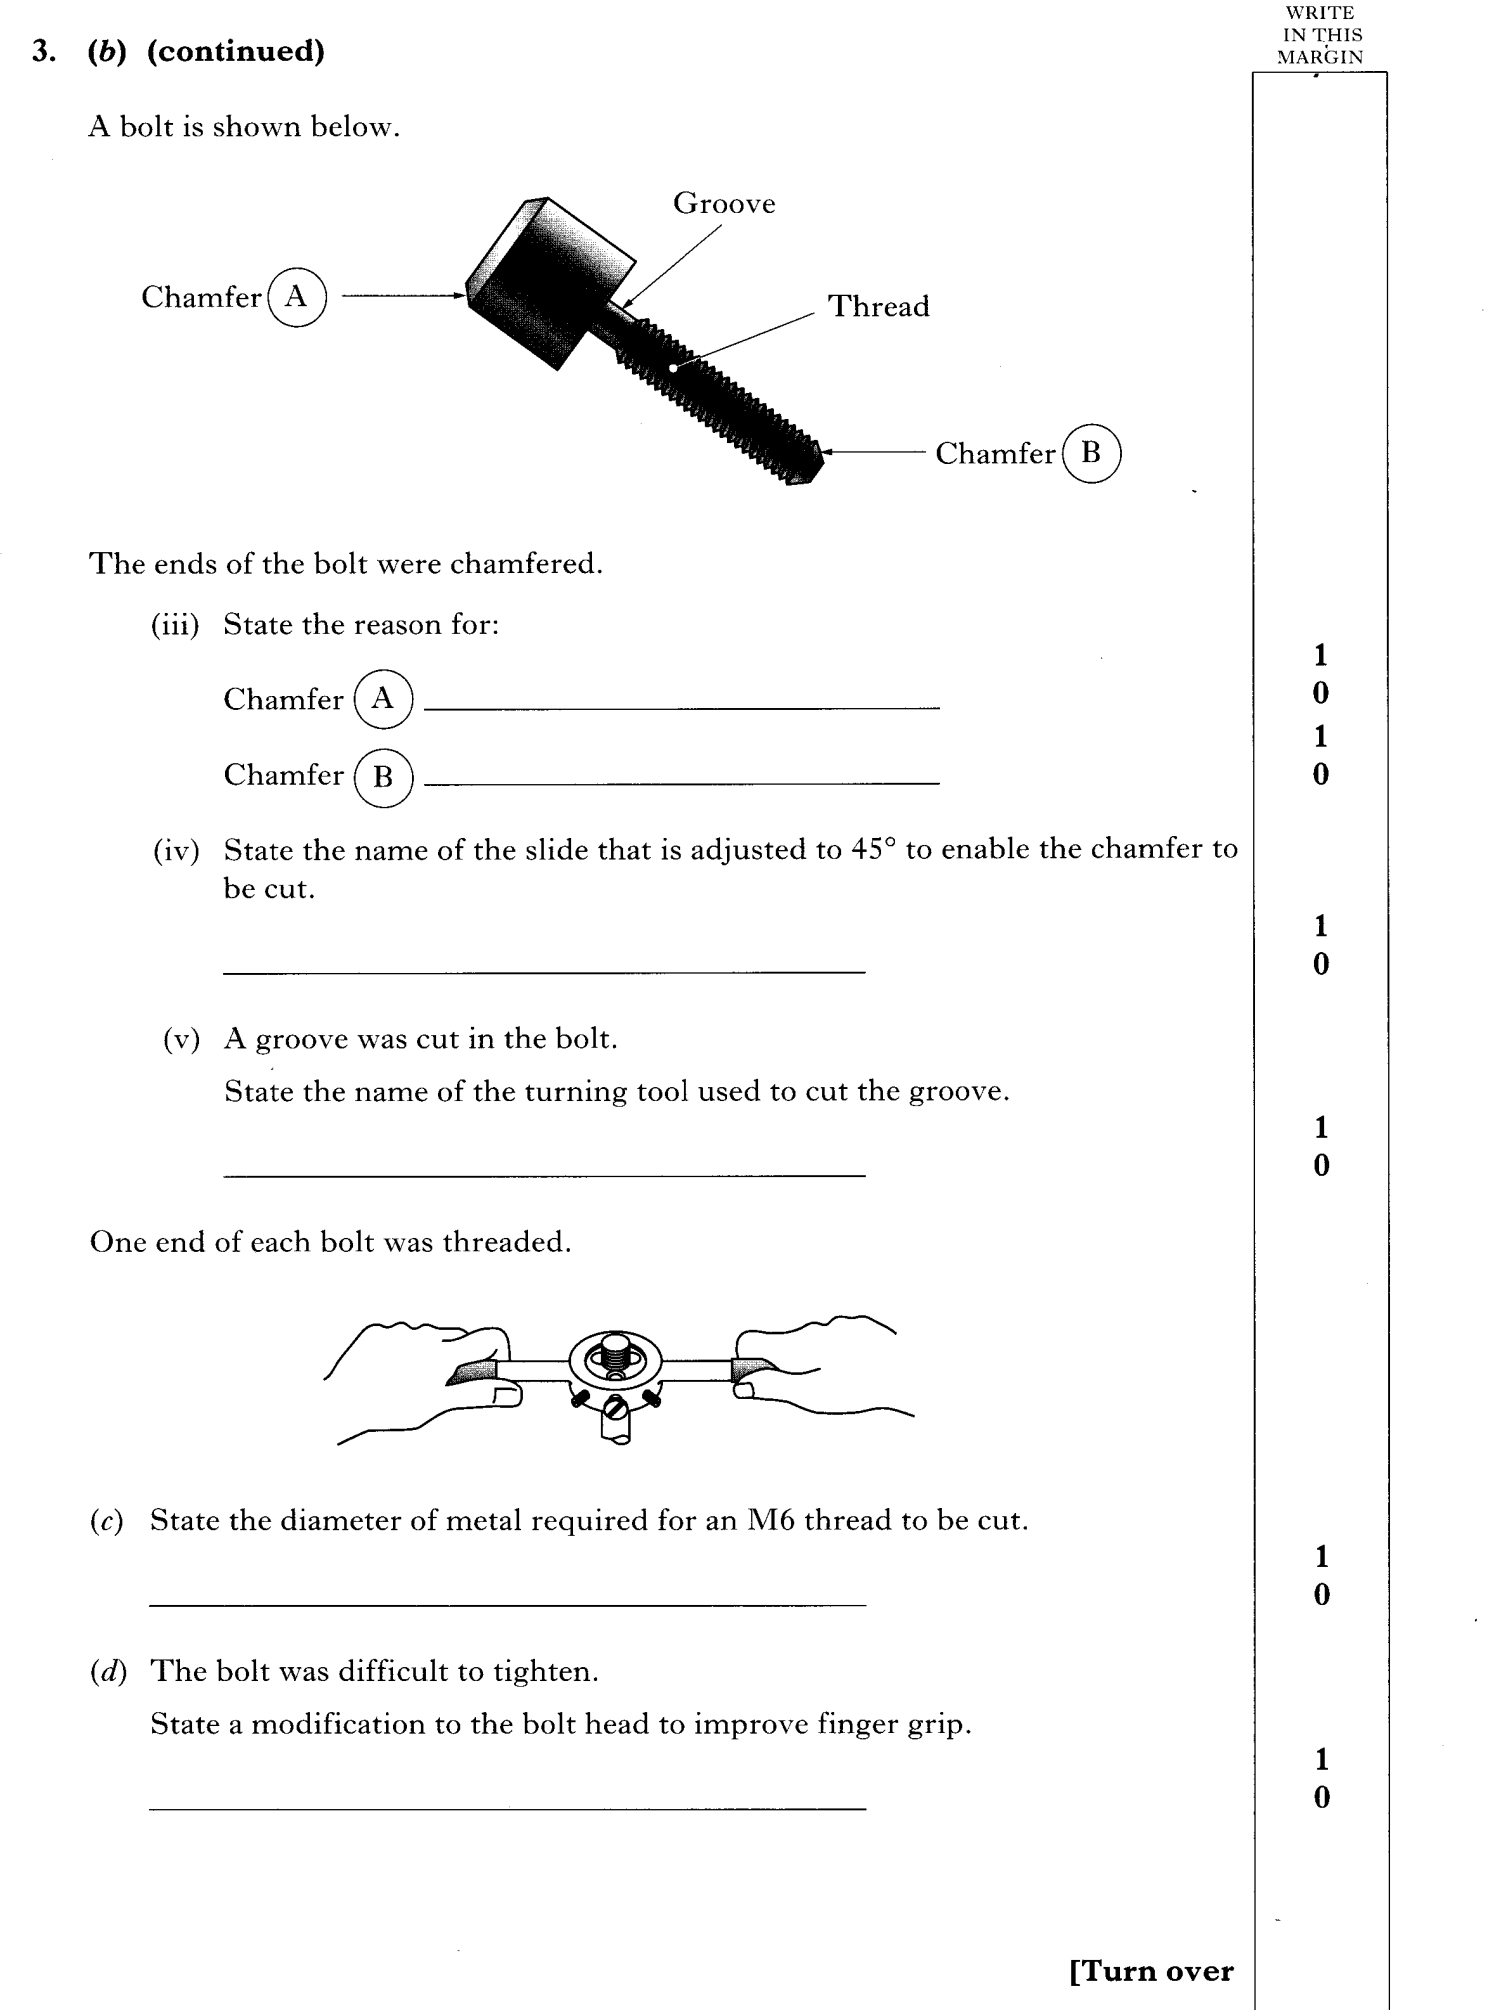 WRITE
IN THIS
MARGIN
3. (b) (continued)
A bolt is shown below.
Groove
Chamfer A
Thread
Chamfer B
The ends of the bolt were chamfered.
(iii) State the reason for:
1
Chamfer A
0
1
Chamfer B
0
(iv) State the name of the slide that is adjusted to 45° to enable the chamfer to
be cut.
1
0
(v) A groove was cut in the bolt.
State the name of the turning tool used to cut the groove.
1
0
One end of each bolt was threaded.
(c) State the diameter of metal required for an M6 thread to be cut.
1
0
(d) The bolt was difficult to tighten.
State a modification to the bolt head to improve finger grip.
1
0
[Turn over